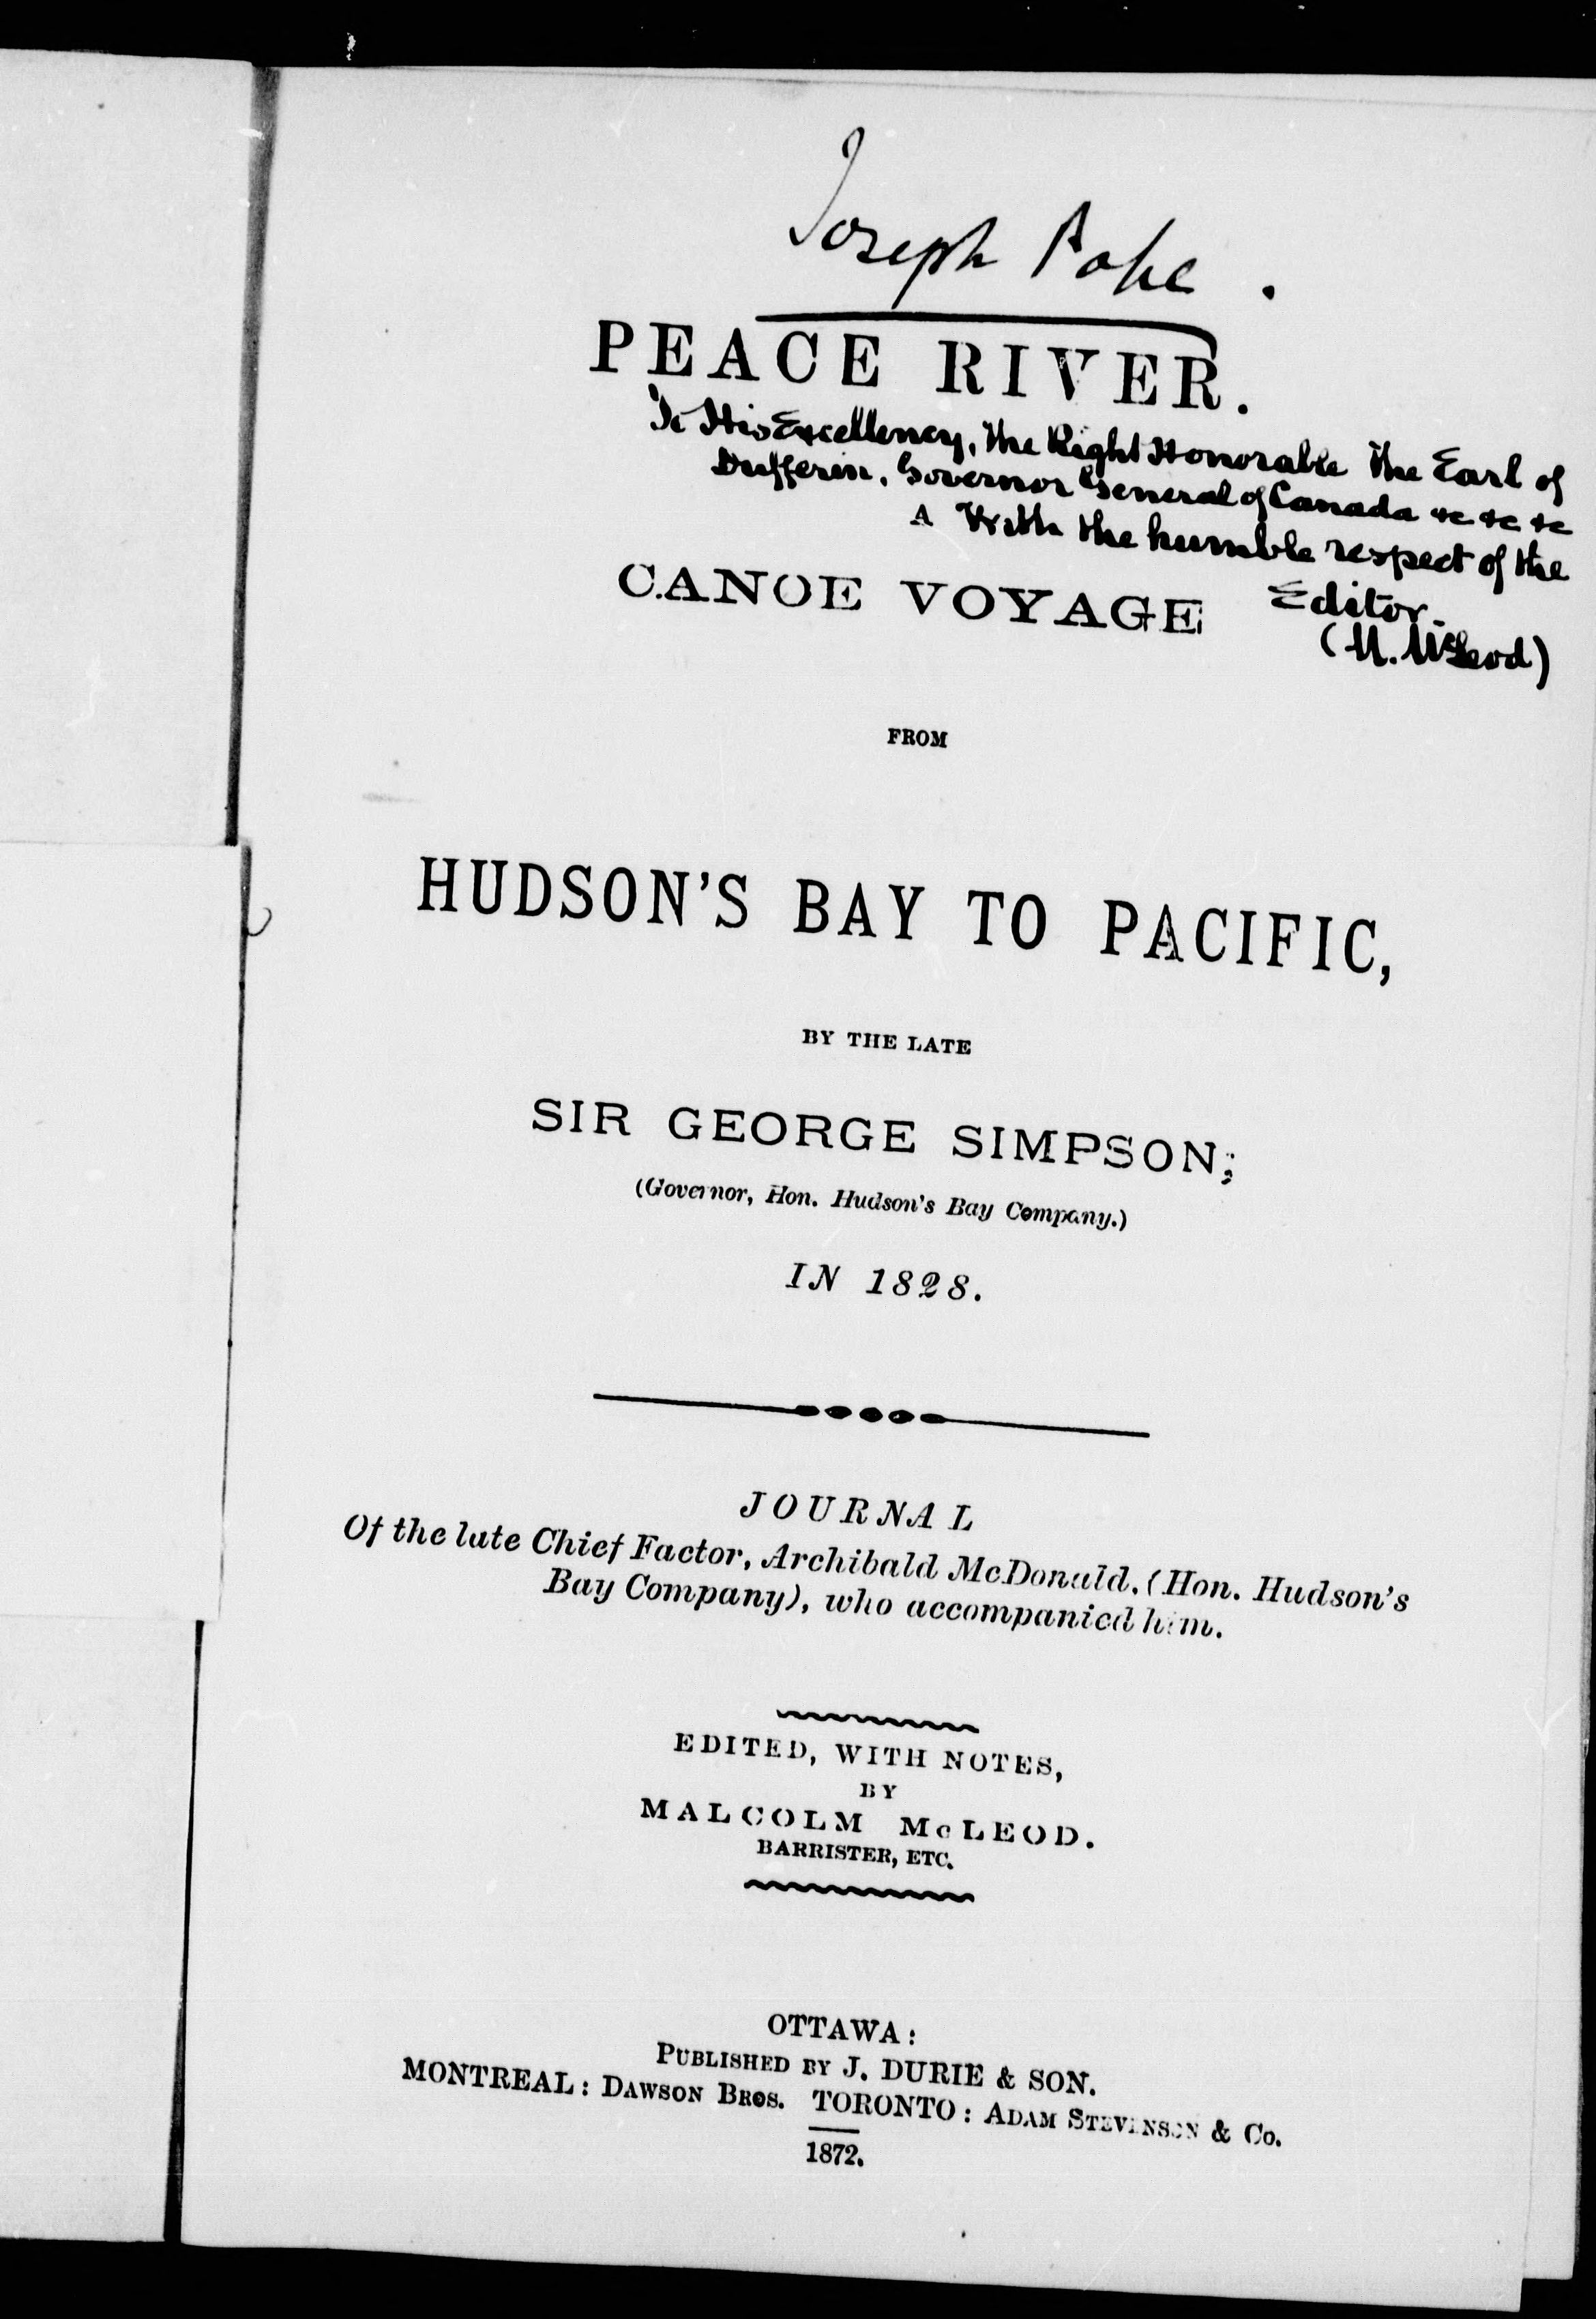 Joseph Pope.
PEACE RIVER.
To His Excellency, the Right Honorable the Earl of
Dufferin, Governor General of Canada &c &c &c
With the humble respect of the
A
Editor.
CANOE VOYAGE
(M. McLeod)
FROM
HUDSON'S BAY TO PACIFIC,
BY THE LATE
SIR GEORGE SIMPSON;
(Governor, Hon. Hudson's Bay Company.)
IN 1828.
JOURNAL
Of the late Chief Factor, Archibald McDonald, (Hon. Hudson's
Bay Company), who accompanied him.
EDITED, WITH NOTES,
BY
MALCOLM McLEOD.
BARRISTER, ETC.
OTTAWA:
PUBLISHED BY J. DURIE & SON.
MONTREAL: DAWSON BROS. TORONTO: ADAM STEVENSON & Co.
1872.